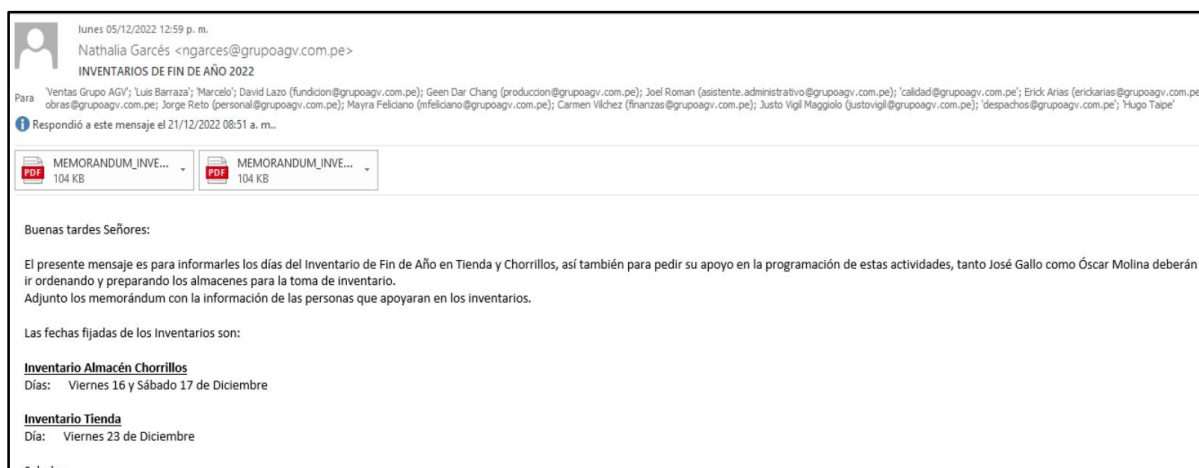 lunes 05/12/2022 12:59 p. m.
Nathalia Garcés <ngarces@grupoagv.com.pe>
INVENTARIOS DE FIN DE AÑO 2022
Para 'Ventas Grupo AGV'; 'Luis Barraza'; 'Marcelo'; David Lazo (fundicion@grupoagv.com.pe); Geen Dar Chang (produccion@grupoagv.com.pe); Joel Roman (asistente.administrativo@grupoagv.com.pe); 'calidad@grupoagv.com.pe'; Erick Arias (erickarias@grupoagv.com.pe
obras@grupoagv.com.pe; Jorge Reto (personal@grupoagv.com.pe); Mayra Feliciano (mfeliciano@grupoagv.com.pe); Carmen Vilchez (finanzas@grupoagv.com.pe); Justo Vigil Maggiolo (justovigil@grupoagv.com.pe); 'despachos@grupoagv.com.pe'; 'Hugo Taipe'
Respondió a este mensaje el 21/12/2022 08:51 a. m..
PDF MEMORANDUM_INVE... 104 KB
PDF MEMORANDUM_INVE... 104 KB
Buenas tardes Señores:
El presente mensaje es para informarles los días del Inventario de Fin de Año en Tienda y Chorrillos, así también para pedir su apoyo en la programación de estas actividades, tanto José Gallo como Óscar Molina deberán
ir ordenando y preparando los almacenes para la toma de inventario.
Adjunto los memorándum con la información de las personas que apoyaran en los inventarios.
Las fechas fijadas de los Inventarios son:
Inventario Almacén Chorrillos
Días: Viernes 16 y Sábado 17 de Diciembre
Inventario Tienda
Día: Viernes 23 de Diciembre